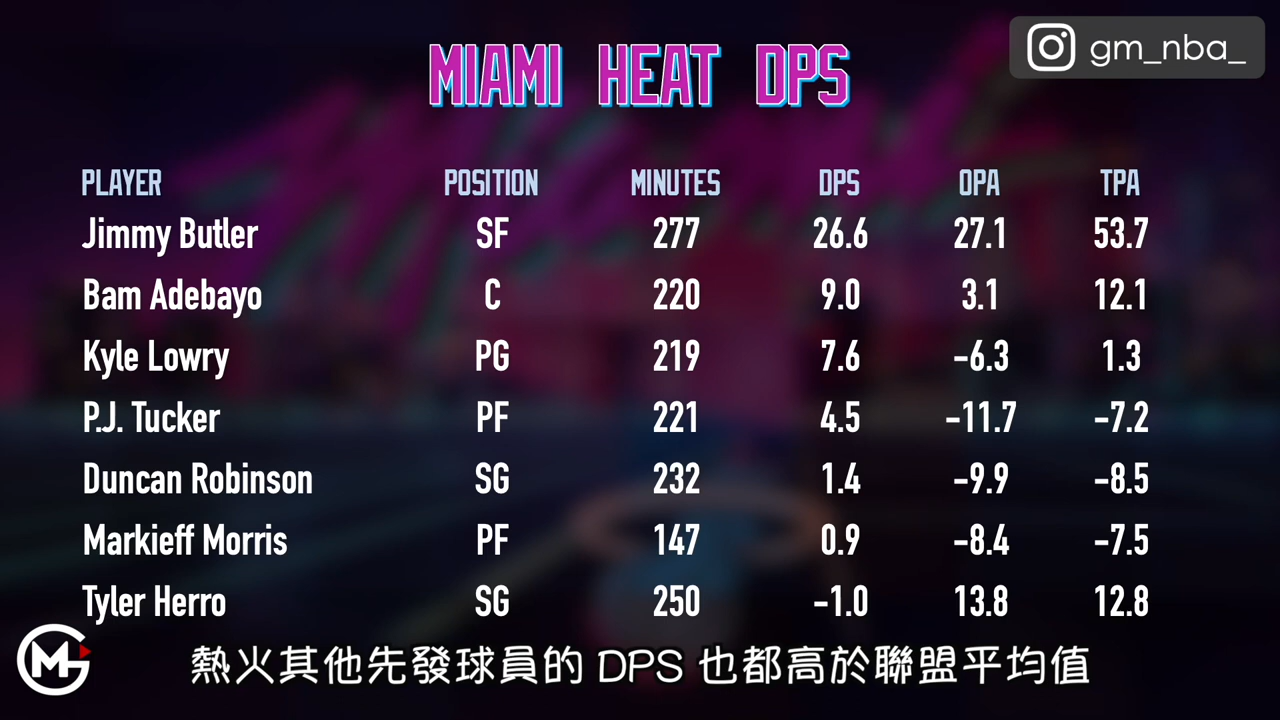 gm_nba_
MIAMI HEAT DPS
PLAYER POSITION MINUTES DPS OPA TPA
Jimmy Butler SF 277 26.6 27.1 53.7
Bam Adebayo C 220 9.0 3.1 12.1
Kyle Lowry PG 219 7.6 -6.3 1.3
P.J. Tucker PF 221 4.5 -11.7 -7.2
Duncan Robinson SG 232 1.4 -9.9 -8.5
Markieff Morris PF 147 0.9 -8.4 -7.5
Tyler Herro SG 250 -1.0 13.8 12.8
GM
熱火其他先發球員的 DPS 也都高於聯盟平均值